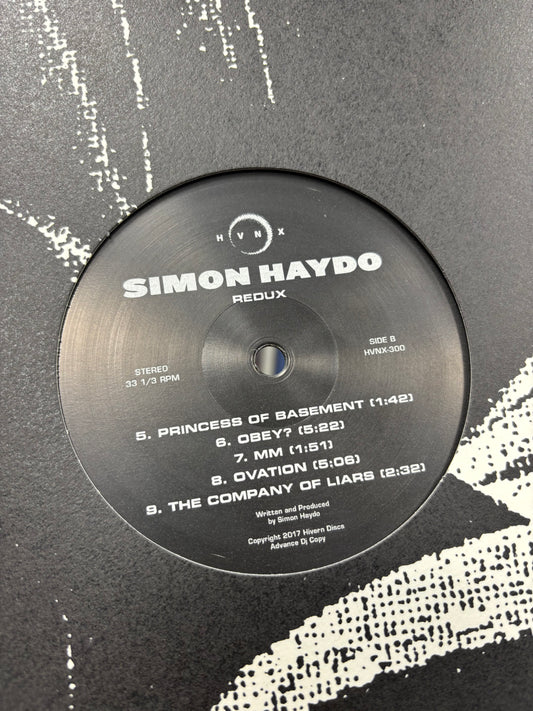 H V N X
SIMON HAYDO
REDUX
STEREO
33 1/3 RPM
SIDE B
HVNX-300
5. PRINCESS OF BASEMENT (1:42)
6. OBEY? (5:22)
7. MM (1:51)
8. OVATION (5:06)
9. THE COMPANY OF LIARS (2:32)
Written and Produced
by Simon Haydo
Copyright 2017 Hivern Discs
Advance Dj Copy